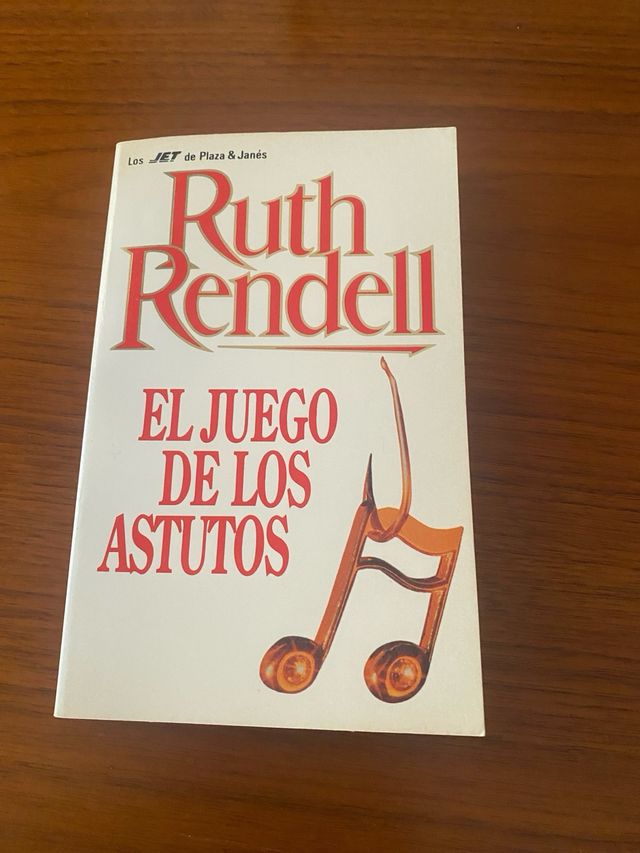 Los JET de Plaza & Janés
Ruth
Rendell
EL JUEGO
DE LOS
ASTUTOS